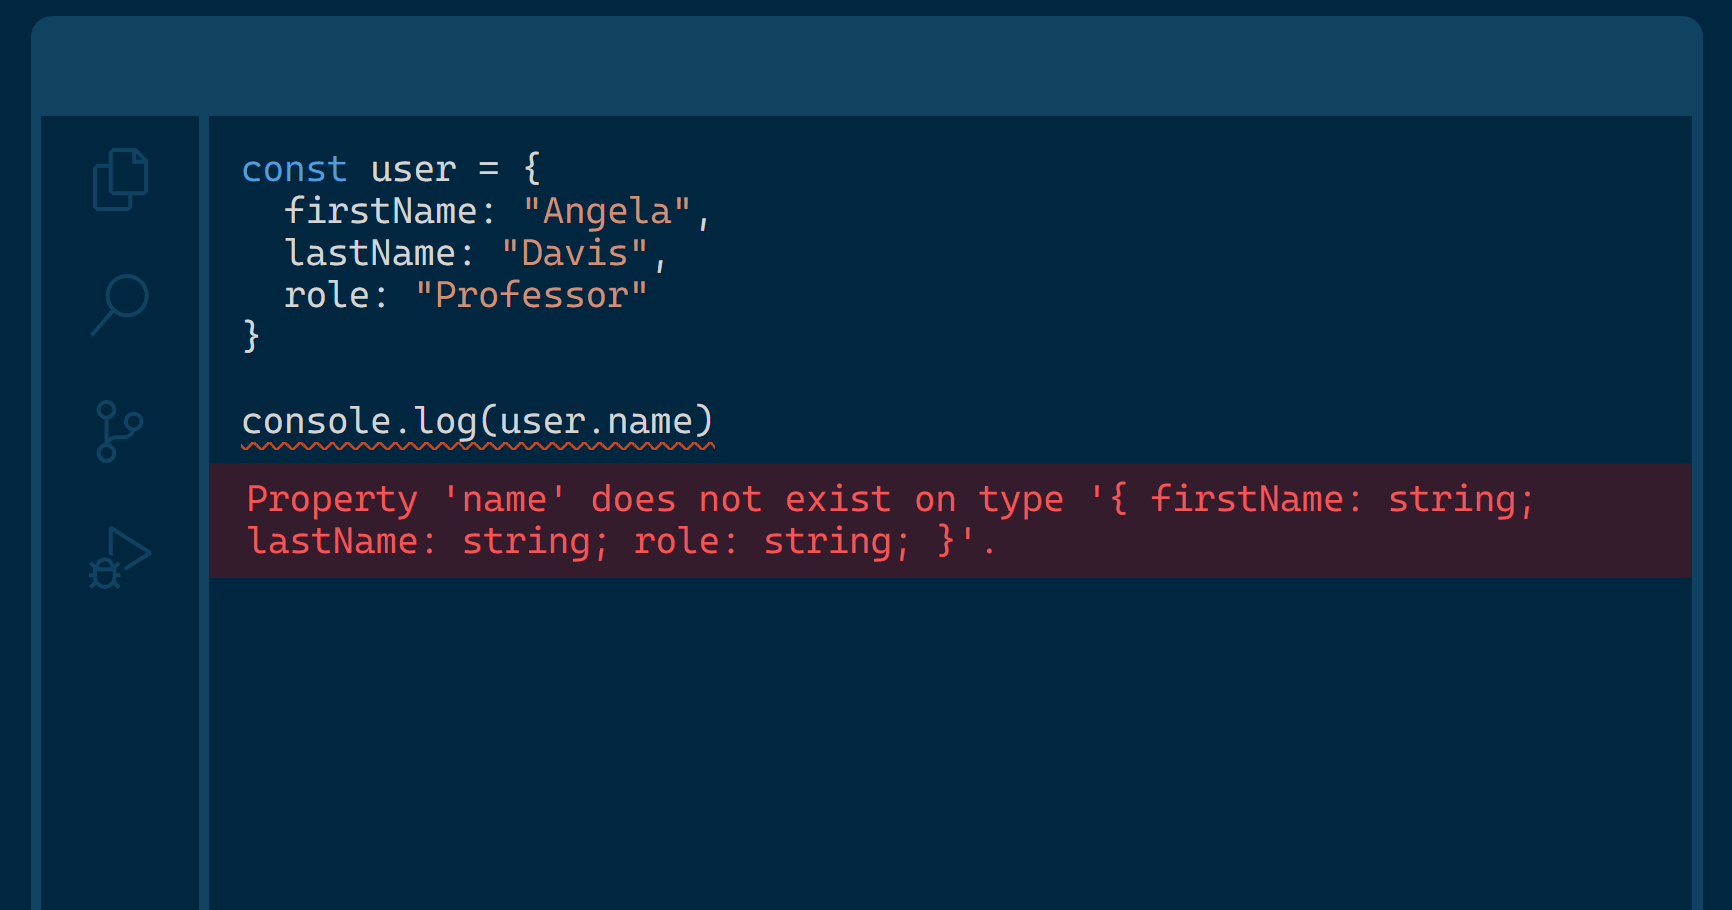 const user = {
  firstName: "Angela",
  lastName: "Davis",
  role: "Professor"
}
console.log(user.name)
Property 'name' does not exist on type '{ firstName: string;
lastName: string; role: string; }'.